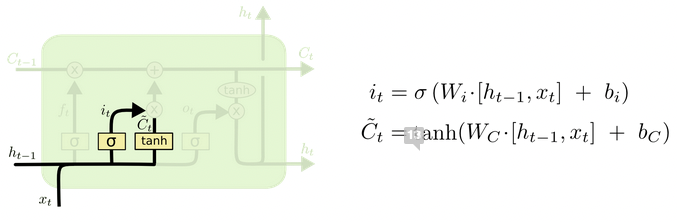 h_t
C_{t-1}
C_t
tanh
f_t
i_t
o_t
C̃_t
σ
σ
tanh
σ
h_{t-1}
h_t
x_t
i_t = σ (W_i·[h_{t-1}, x_t] + b_i)
C̃_t = tanh(W_C·[h_{t-1}, x_t] + b_C)
13